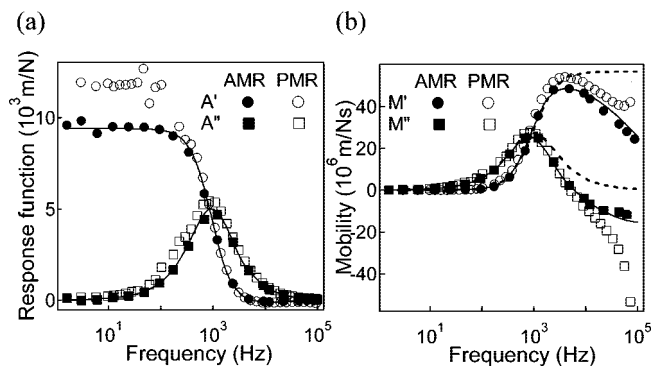 (a)
Response function (10³m/N)
10
5
0
AMR PMR
A' ● ○
A" ■ □
10¹ 10³ 10⁵
Frequency (Hz)
(b)
Mobility (10⁶m/Ns)
40
20
0
-20
-40
AMR PMR
M' ● ○
M" ■ □
10¹ 10³ 10⁵
Frequency (Hz)